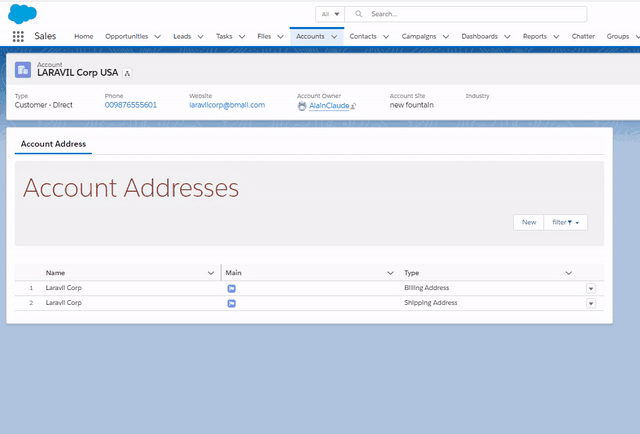 All
Search...
Sales
Home Opportunities Leads Tasks Files Accounts Contacts Campaigns Dashboards Reports Chatter Groups
Account
LARAVIL Corp USA
Type Phone Website Account Owner Account Site Industry
Customer - Direct 009876555601 laravilcorp@bmail.com AlainClaude new fountain
Account Address
Account Addresses
New filter
Name Main Type
1 Laravil Corp Billing Address
2 Laravil Corp Shipping Address